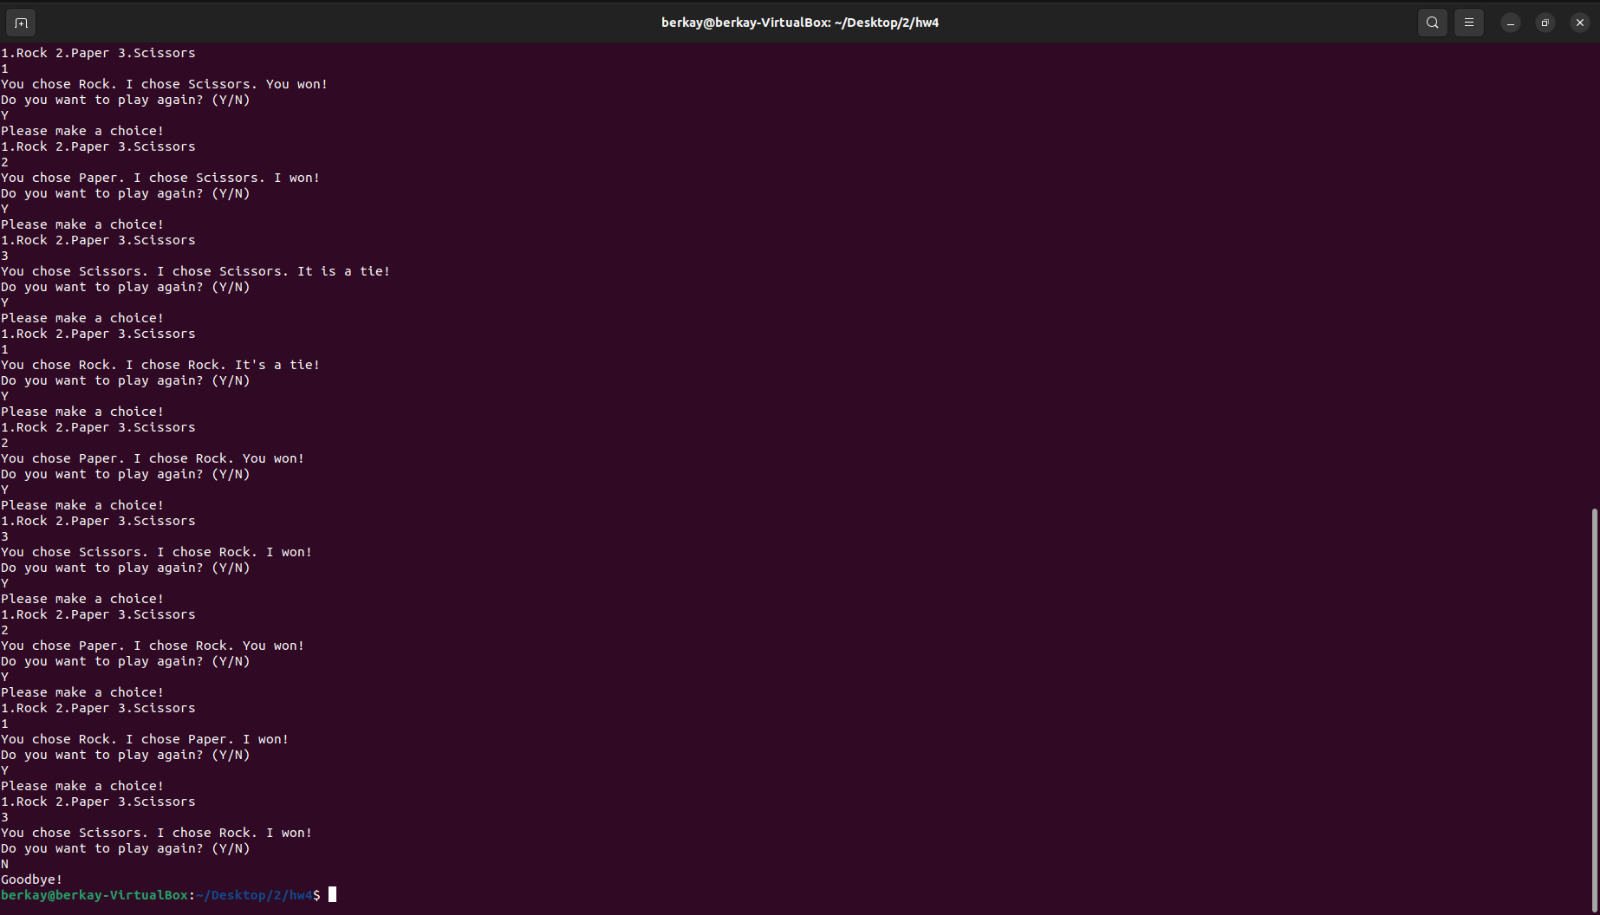 berkay@berkay-VirtualBox: ~/Desktop/2/hw4
1.Rock 2.Paper 3.Scissors
1
You chose Rock. I chose Scissors. You won!
Do you want to play again? (Y/N)
Y
Please make a choice!
1.Rock 2.Paper 3.Scissors
2
You chose Paper. I chose Scissors. I won!
Do you want to play again? (Y/N)
Y
Please make a choice!
1.Rock 2.Paper 3.Scissors
3
You chose Scissors. I chose Scissors. It is a tie!
Do you want to play again? (Y/N)
Y
Please make a choice!
1.Rock 2.Paper 3.Scissors
1
You chose Rock. I chose Rock. It's a tie!
Do you want to play again? (Y/N)
Y
Please make a choice!
1.Rock 2.Paper 3.Scissors
2
You chose Paper. I chose Rock. You won!
Do you want to play again? (Y/N)
Y
Please make a choice!
1.Rock 2.Paper 3.Scissors
3
You chose Scissors. I chose Rock. I won!
Do you want to play again? (Y/N)
Y
Please make a choice!
1.Rock 2.Paper 3.Scissors
2
You chose Paper. I chose Rock. You won!
Do you want to play again? (Y/N)
Y
Please make a choice!
1.Rock 2.Paper 3.Scissors
1
You chose Rock. I chose Paper. I won!
Do you want to play again? (Y/N)
Y
Please make a choice!
1.Rock 2.Paper 3.Scissors
3
You chose Scissors. I chose Rock. I won!
Do you want to play again? (Y/N)
N
Goodbye!
berkay@berkay-VirtualBox:~/Desktop/2/hw4$